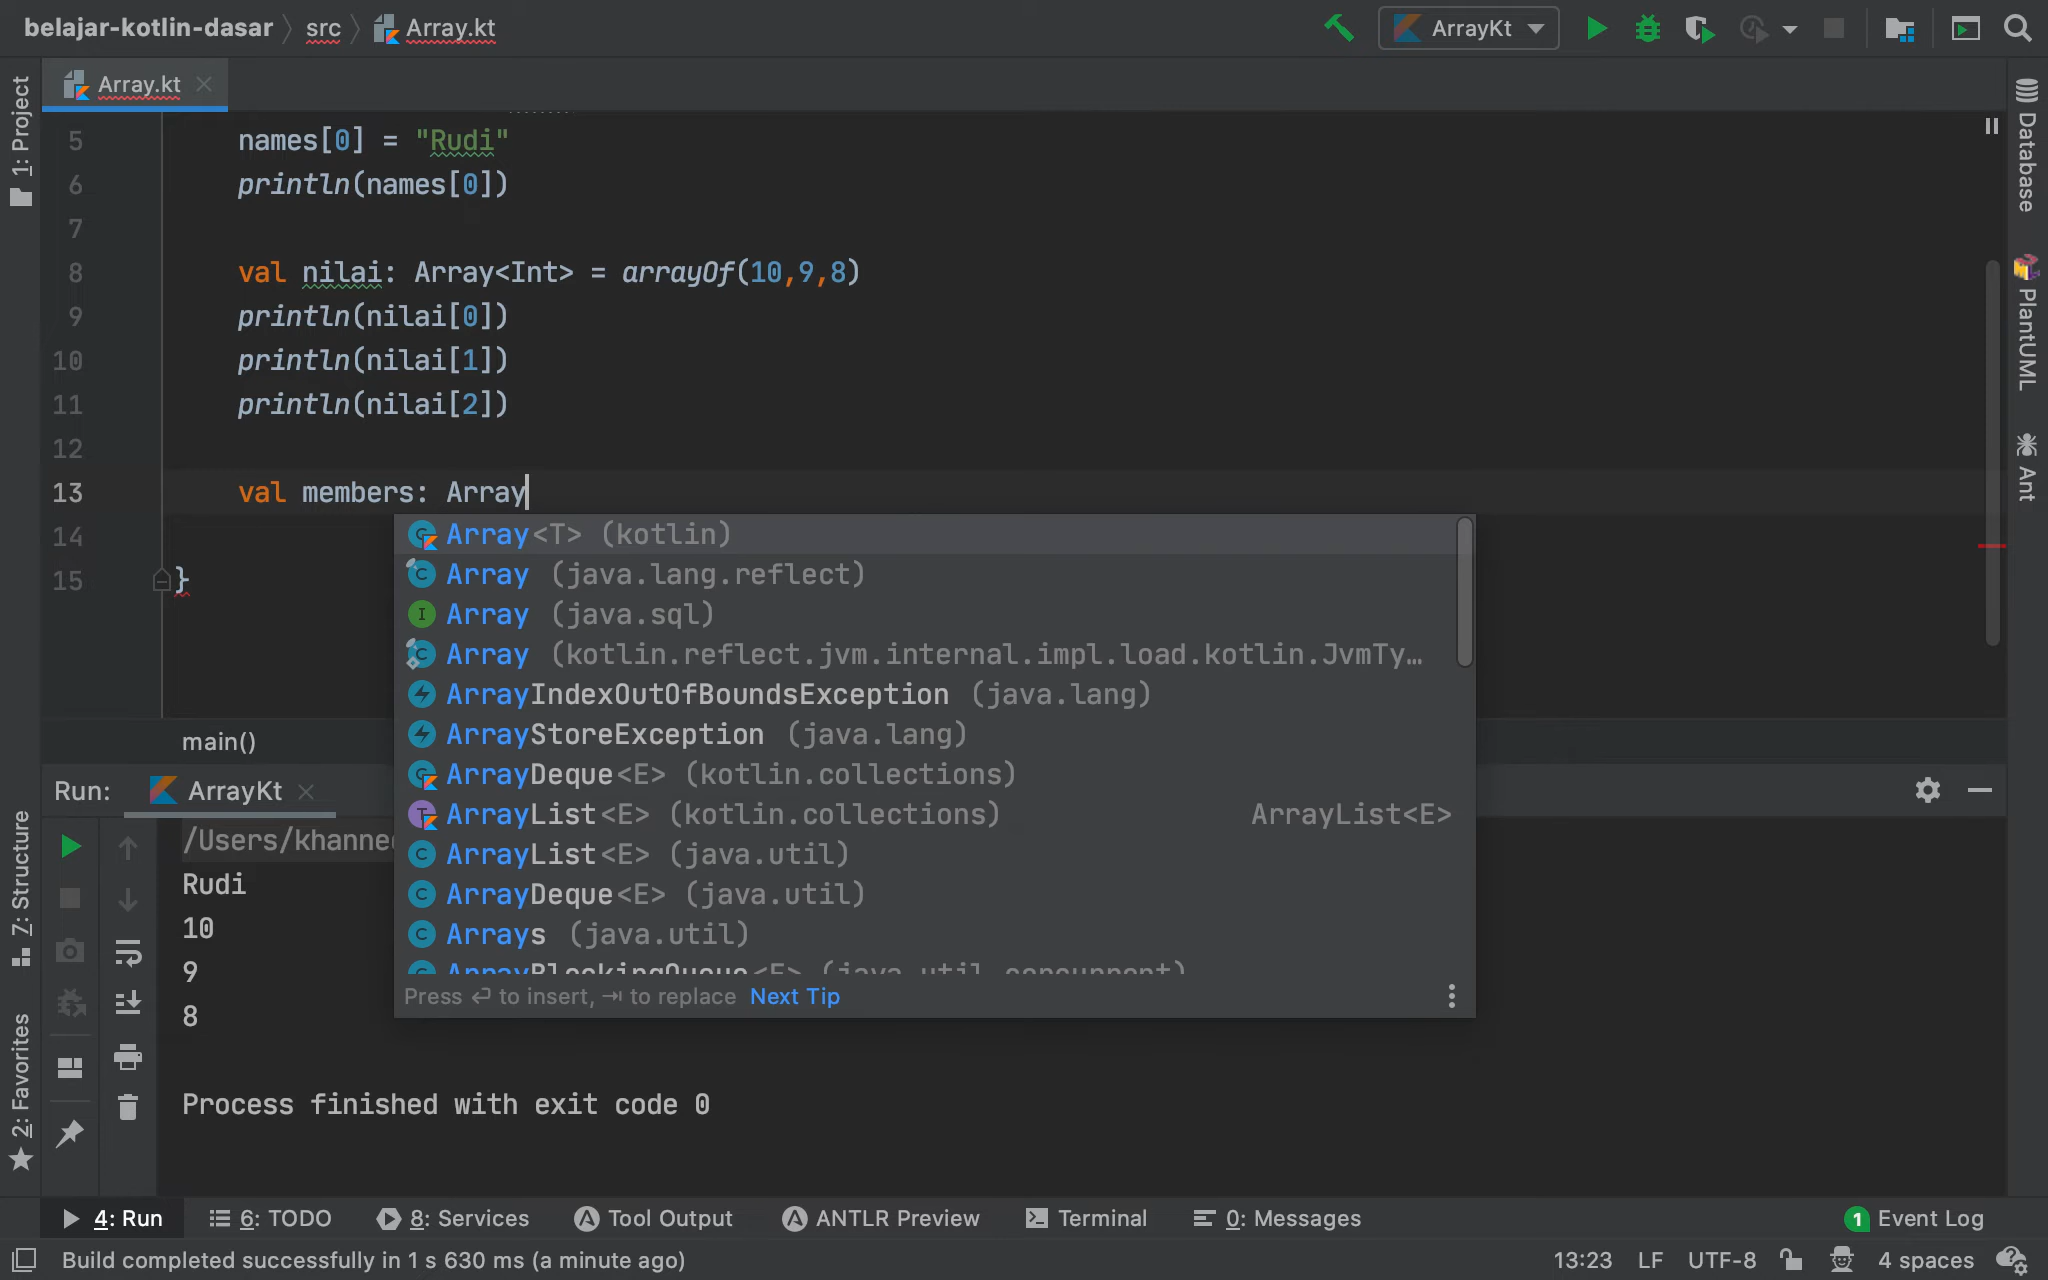 belajar-kotlin-dasar
src
Array.kt
ArrayKt
Array.kt
1: Project
5 names[0] = "Rudi"
6 println(names[0])
7
8 val nilai: Array<Int> = arrayOf(10,9,8)
9 println(nilai[0])
10 println(nilai[1])
11 println(nilai[2])
12
13 val members: Array
14
15 }
Array<T> (kotlin)
Array (java.lang.reflect)
Array (java.sql)
Array (kotlin.reflect.jvm.internal.impl.load.kotlin.JvmTy…
ArrayIndexOutOfBoundsException (java.lang)
ArrayStoreException (java.lang)
ArrayDeque<E> (kotlin.collections)
ArrayList<E> (kotlin.collections) ArrayList<E>
ArrayList<E> (java.util)
ArrayDeque<E> (java.util)
Arrays (java.util)
ArrayBlockingQueue<E> (java.util.concurrent)
Press ↩ to insert, ⇥ to replace Next Tip
Database
PlantUML
Ant
main()
Run: ArrayKt
7: Structure
2: Favorites
/Users/khanne
Rudi
10
9
8
Process finished with exit code 0
4: Run
6: TODO
8: Services
Tool Output
ANTLR Preview
Terminal
0: Messages
1 Event Log
Build completed successfully in 1 s 630 ms (a minute ago)
13:23 LF UTF-8 4 spaces